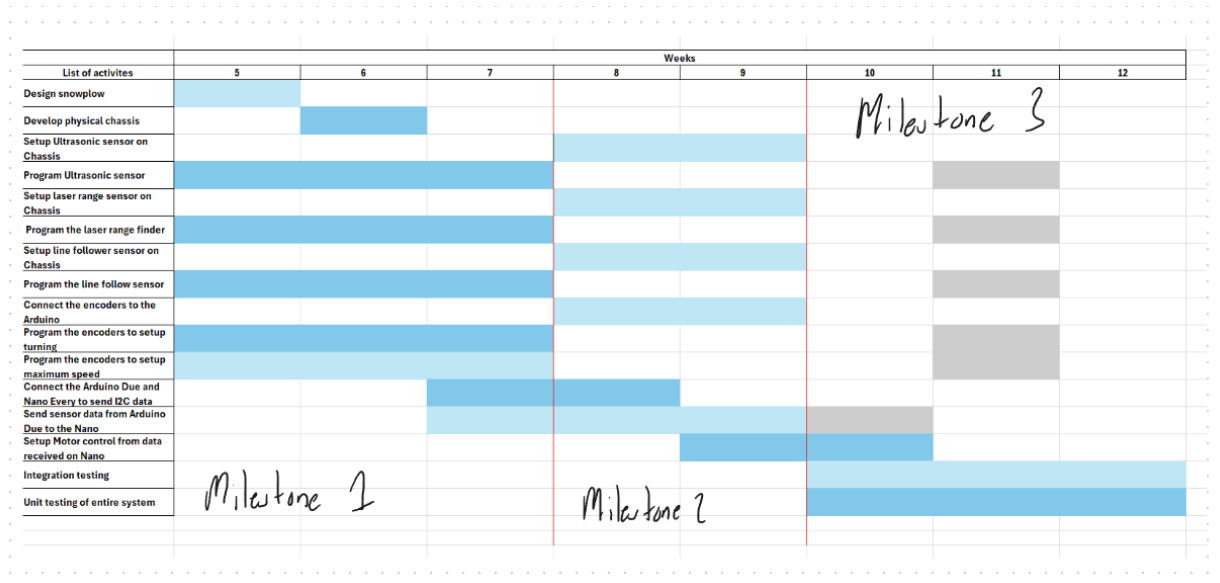 Weeks
List of activites 5 6 7 8 9 10 11 12
Design snowplow
Milestone 3
Develop physical chassis
Setup Ultrasonic sensor on
Chassis
Program Ultrasonic sensor
Setup laser range sensor on
Chassis
Program the laser range finder
Setup line follower sensor on
Chassis
Program the line follow sensor
Connect the encoders to the
Arduino
Program the encoders to setup
turning
Program the encoders to setup
maximum speed
Connect the Arduino Due and
Nano Every to send I2C data
Send sensor data from Arduino
Due to the Nano
Setup Motor control from data
received on Nano
Integration testing
Milestone 1
Milestone 2
Unit testing of entire system